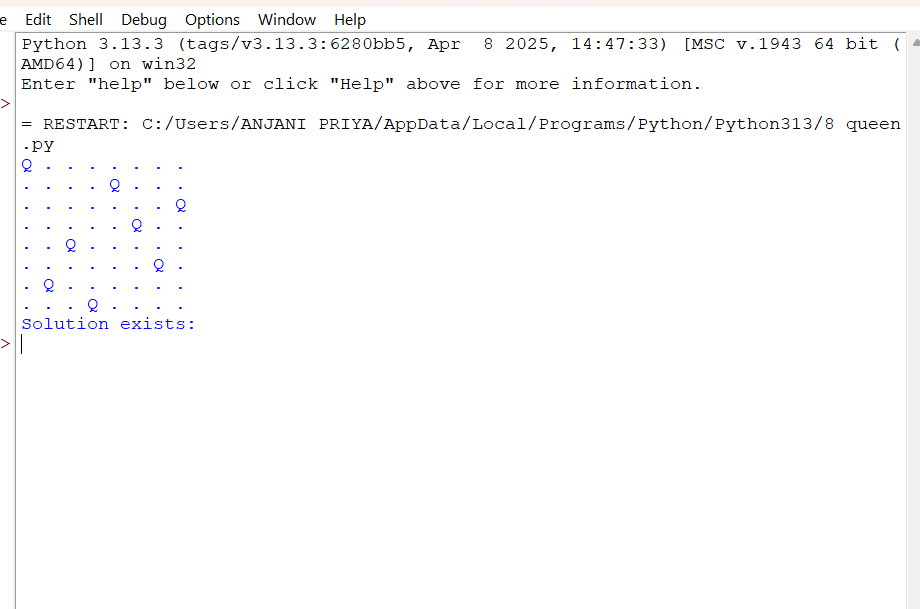 e Edit Shell Debug Options Window Help
Python 3.13.3 (tags/v3.13.3:6280bb5, Apr  8 2025, 14:47:33) [MSC v.1943 64 bit (
AMD64)] on win32
Enter "help" below or click "Help" above for more information.
>
= RESTART: C:/Users/ANJANI PRIYA/AppData/Local/Programs/Python/Python313/8 queen
.py
Q . . . . . . .
. . . . Q . . .
. . . . . . . Q
. . . . . Q . .
. . Q . . . . .
. . . . . . Q .
. Q . . . . . .
. . . Q . . . .
Solution exists:
>